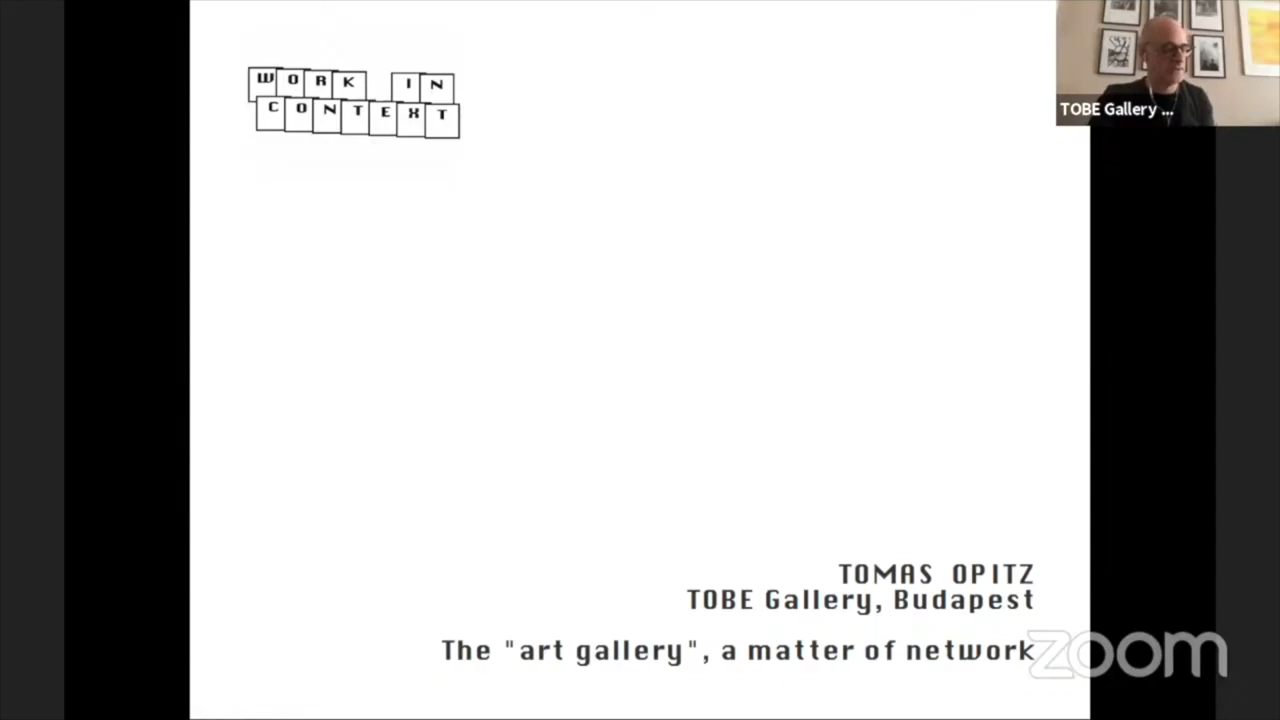 WORK IN
CONTEXT
TOBE Gallery ...
TOMAS OPITZ
TOBE Gallery, Budapest
The "art gallery", a matter of network
zoom